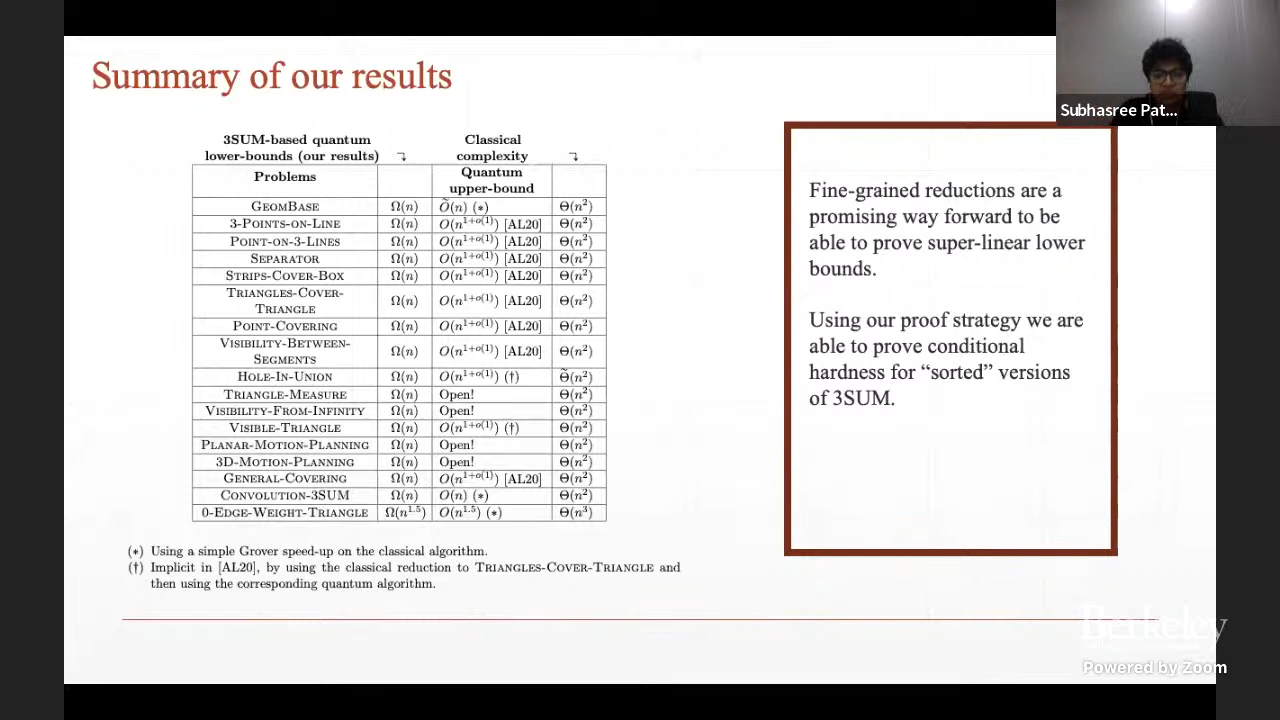 Summary of our results
Subhasree Pat...
3SUM-based quantum
lower-bounds (our results) ↴
Classical
complexity ↴
Problems
Quantum
upper-bound
GeomBase Ω(n) Õ(n) (∗) Θ(n²)
3-Points-on-Line Ω(n) O(n^{1+o(1)}) [AL20] Θ(n²)
Point-on-3-Lines Ω(n) O(n^{1+o(1)}) [AL20] Θ(n²)
Separator Ω(n) O(n^{1+o(1)}) [AL20] Θ(n²)
Strips-Cover-Box Ω(n) O(n^{1+o(1)}) [AL20] Θ(n²)
Triangles-Cover-
Triangle Ω(n) O(n^{1+o(1)}) [AL20] Θ(n²)
Point-Covering Ω(n) O(n^{1+o(1)}) [AL20] Θ(n²)
Visibility-Between-
Segments Ω(n) O(n^{1+o(1)}) [AL20] Θ(n²)
Hole-In-Union Ω(n) O(n^{1+o(1)}) (†) Θ̃(n²)
Triangle-Measure Ω(n) Open! Θ(n²)
Visibility-From-Infinity Ω(n) Open! Θ(n²)
Visible-Triangle Ω(n) O(n^{1+o(1)}) (†) Θ(n²)
Planar-Motion-Planning Ω(n) Open! Θ(n²)
3D-Motion-Planning Ω(n) Open! Θ(n²)
General-Covering Ω(n) O(n^{1+o(1)}) [AL20] Θ(n²)
Convolution-3SUM Ω(n) O(n) (∗) Θ(n²)
0-Edge-Weight-Triangle Ω(n^{1.5}) O(n^{1.5}) (∗) Θ(n³)
(∗) Using a simple Grover speed-up on the classical algorithm.
(†) Implicit in [AL20], by using the classical reduction to Triangles-Cover-Triangle and
then using the corresponding quantum algorithm.
Fine-grained reductions are a
promising way forward to be
able to prove super-linear lower
bounds.
Using our proof strategy we are
able to prove conditional
hardness for “sorted” versions
of 3SUM.
Berkeley
Powered by Zoom